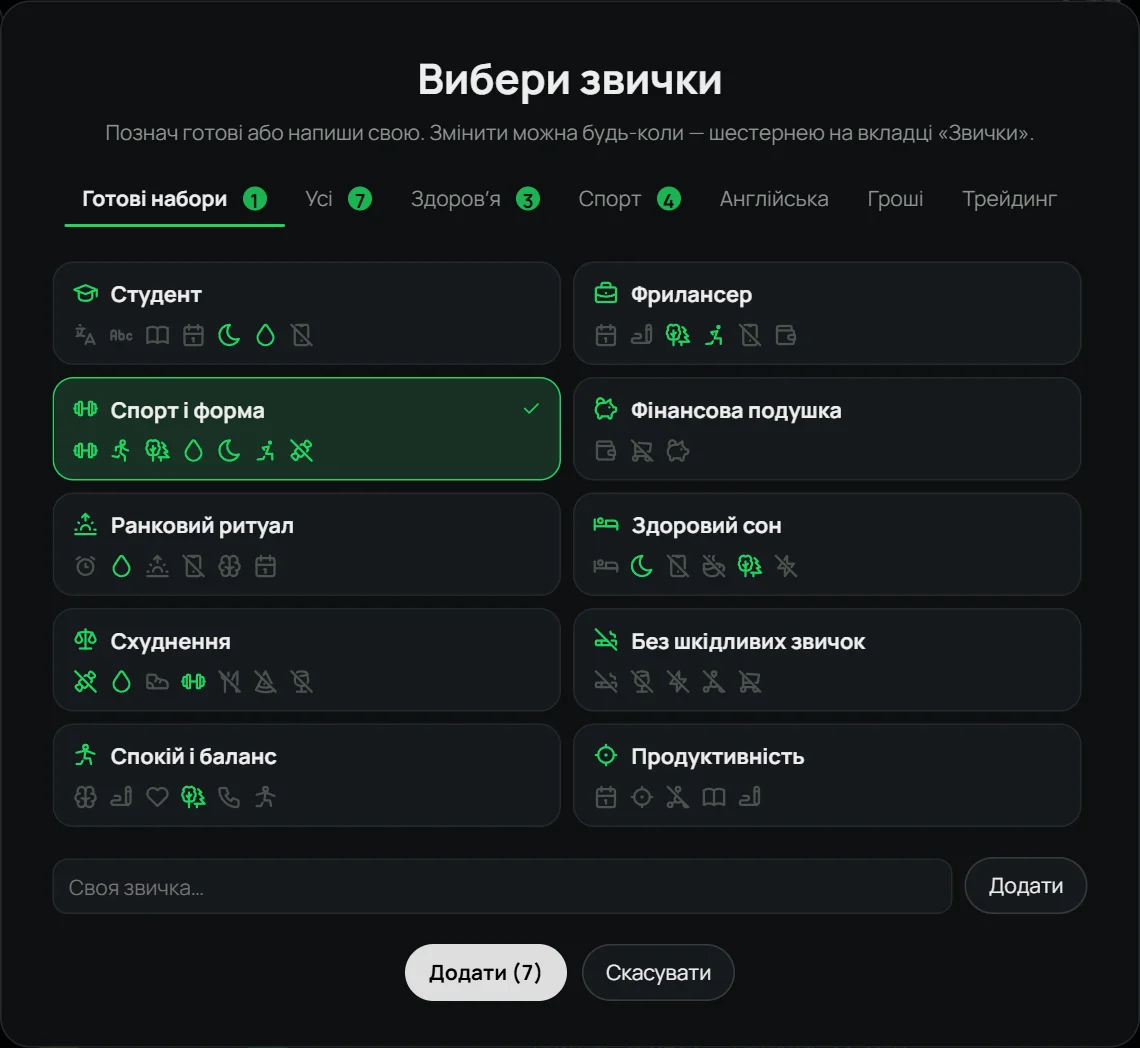 Вибери звички
Познач готові або напиши свою. Змінити можна будь-коли — шестернею на вкладці «Звички».
Готові набори 1 Усі 7 Здоров’я 3 Спорт 4 Англійська Гроші Трейдинг
Студент
Abc
Фрилансер
Спорт і форма
Фінансова подушка
Ранковий ритуал
Здоровий сон
Схуднення
Без шкідливих звичок
Спокій і баланс
Продуктивність
Своя звичка...
Додати
Додати (7)
Скасувати